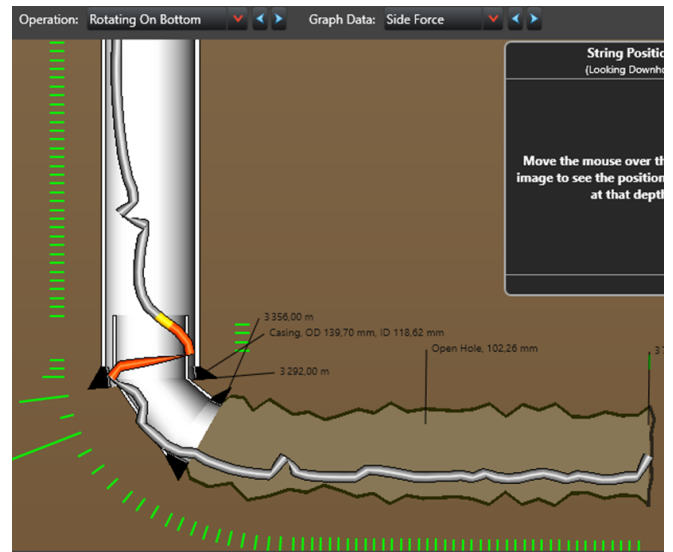 Operation: Rotating On Bottom Graph Data: Side Force
String Positio
(Looking Downho
Move the mouse over th
image to see the position
at that depth
3 356,00 m
Casing, OD 139,70 mm, ID 118,62 mm
Open Hole, 102,26 mm
3 292,00 m